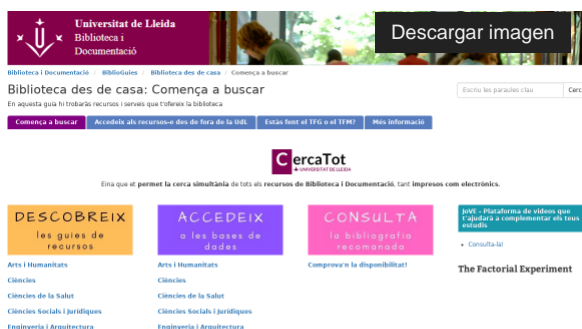 Universitat de Lleida
Biblioteca i
Documentació
Descargar imagen
Biblioteca i Documentació / BiblioGuies / Biblioteca des de casa / Comença a buscar
Biblioteca des de casa: Comença a buscar
En aquesta guia hi trobaràs recursos i serveis que t'ofereix la biblioteca
Escriu les paraules clau
Cerc
Comença a buscar
Accedeix als recursos-e des de fora de la UdL
Estàs fent el TFG o el TFM?
Més informació
CercaTot
UNIVERSITAT DE LLEIDA
Eina que et permet la cerca simultània de tots els recursos de Biblioteca i Documentació, tant impresos com electrònics.
DESCOBREIX
les guies de
recursos
Arts i Humanitats
Ciències
Ciències de la Salut
Ciències Socials i Jurídiques
Enginyeria i Arquitectura
ACCEDEIX
a les bases de
dades
Arts i Humanitats
Ciències
Ciències de la Salut
Ciències Socials i Jurídiques
Enginyeria i Arquitectura
CONSULTA
la bibliografia
recomanada
Comprova'n la disponibilitat!
JoVE - Plataforma de vídeos que
t'ajudarà a complementar els teus
estudis
Consulta-la!
The Factorial Experiment